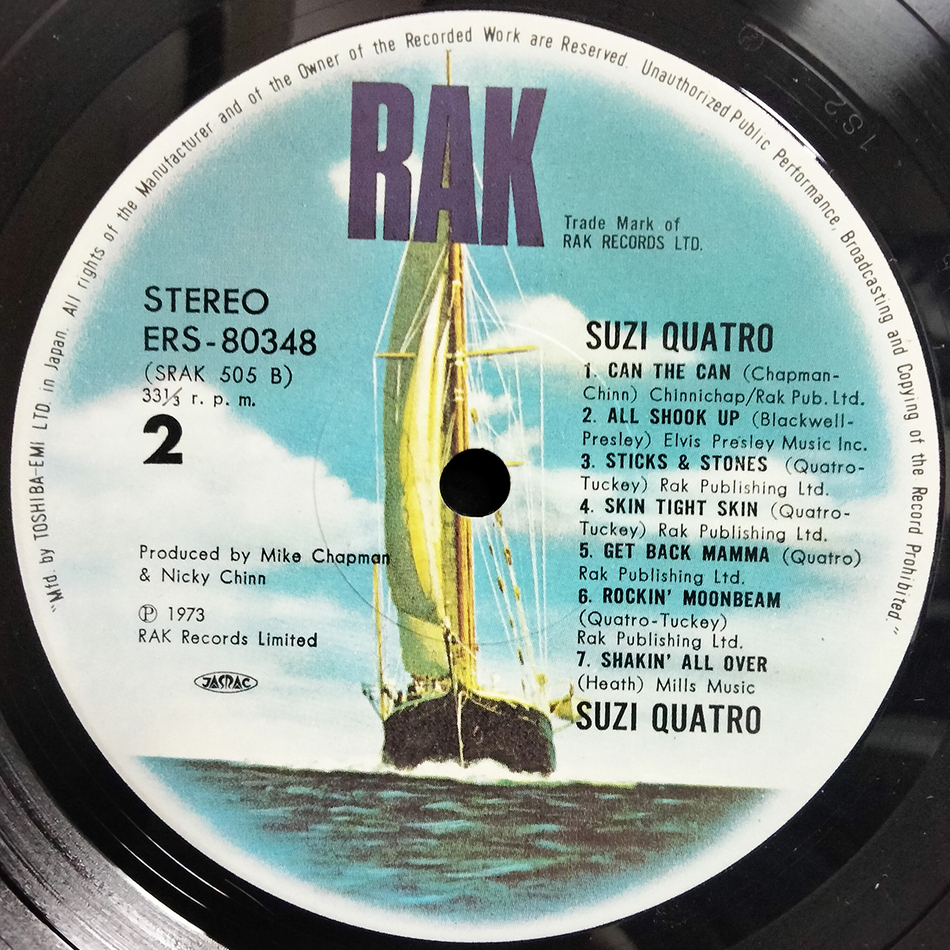 "Mfd. by TOSHIBA-EMI LTD. in Japan. All rights of the Manufacturer and of the Owner of the Recorded Work are Reserved. Unauthorized Public Performance, Broadcasting and Copying of the Record Prohibited."
RAK
Trade Mark of
RAK RECORDS LTD.
STEREO
ERS-80348
(SRAK 505 B)
33⅓ r. p. m.
2
Produced by Mike Chapman
& Nicky Chinn
Ⓟ 1973
RAK Records Limited
JASRAC
SUZI QUATRO
1. CAN THE CAN (Chapman-
Chinn) Chinnichap/Rak Pub. Ltd.
2. ALL SHOOK UP (Blackwell-
Presley) Elvis Presley Music Inc.
3. STICKS & STONES (Quatro-
Tuckey) Rak Publishing Ltd.
4. SKIN TIGHT SKIN (Quatro-
Tuckey) Rak Publishing Ltd.
5. GET BACK MAMMA (Quatro)
Rak Publishing Ltd.
6. ROCKIN' MOONBEAM
(Quatro-Tuckey)
Rak Publishing Ltd.
7. SHAKIN' ALL OVER
(Heath) Mills Music
SUZI QUATRO